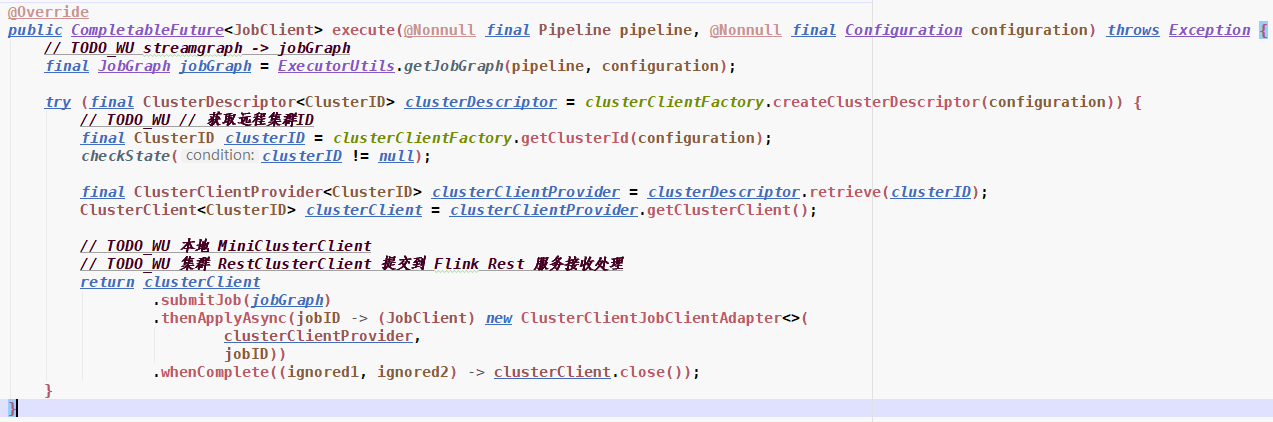 @Override
public CompletableFuture<JobClient> execute(@Nonnull final Pipeline pipeline, @Nonnull final Configuration configuration) throws Exception {
// TODO_WU streamgraph -> jobGraph
final JobGraph jobGraph = ExecutorUtils.getJobGraph(pipeline, configuration);
try (final ClusterDescriptor<ClusterID> clusterDescriptor = clusterClientFactory.createClusterDescriptor(configuration)) {
// TODO_WU // 获取远程集群ID
final ClusterID clusterID = clusterClientFactory.getClusterId(configuration);
checkState( condition: clusterID != null);
final ClusterClientProvider<ClusterID> clusterClientProvider = clusterDescriptor.retrieve(clusterID);
ClusterClient<ClusterID> clusterClient = clusterClientProvider.getClusterClient();
// TODO_WU 本地 MiniClusterClient
// TODO_WU 集群 RestClusterClient 提交到 Flink Rest 服务接收处理
return clusterClient
.submitJob(jobGraph)
.thenApplyAsync(jobID -> (JobClient) new ClusterClientJobClientAdapter<>(
clusterClientProvider,
jobID))
.whenComplete((ignored1, ignored2) -> clusterClient.close());
}
}